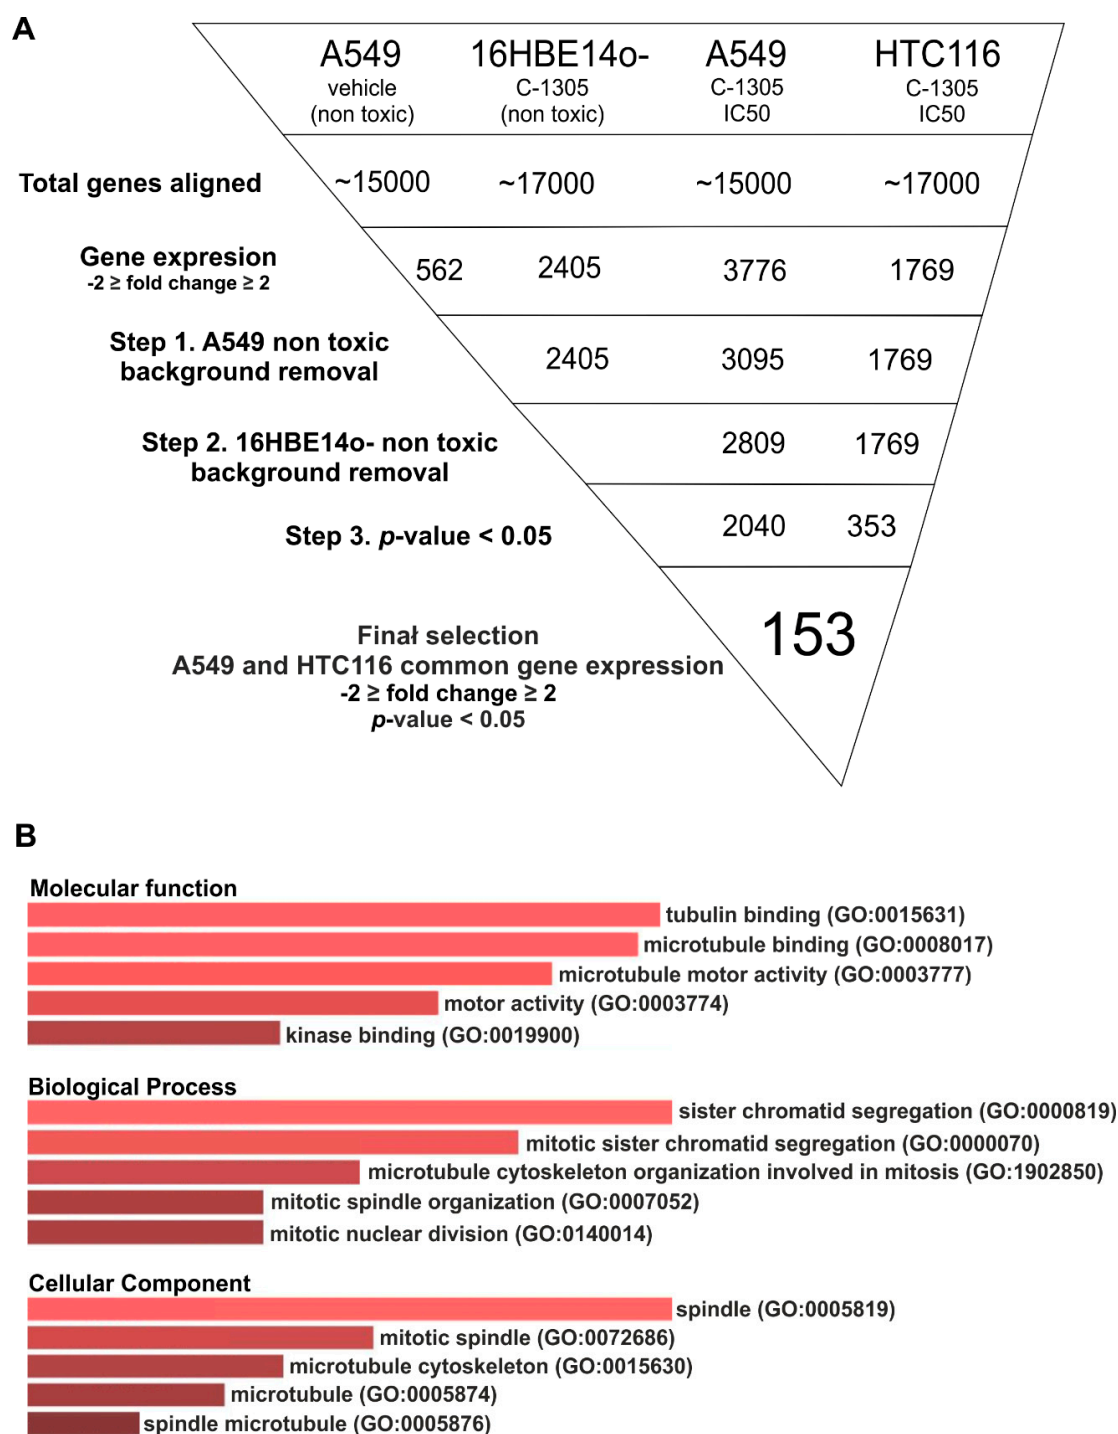 A
A549 16HBE14o- A549 HTC116
vehicle C-1305 C-1305 C-1305
(non toxic) (non toxic) IC50 IC50
Total genes aligned ~15000 ~17000 ~15000 ~17000
Gene expresion 562 2405 3776 1769
-2 ≥ fold change ≥ 2
Step 1. A549 non toxic
background removal 2405 3095 1769
Step 2. 16HBE14o- non toxic
background removal 2809 1769
Step 3. p-value < 0.05 2040 353
153
Finał selection
A549 and HTC116 common gene expression
-2 ≥ fold change ≥ 2
p-value < 0.05
B
Molecular function
tubulin binding (GO:0015631)
microtubule binding (GO:0008017)
microtubule motor activity (GO:0003777)
motor activity (GO:0003774)
kinase binding (GO:0019900)
Biological Process
sister chromatid segregation (GO:0000819)
mitotic sister chromatid segregation (GO:0000070)
microtubule cytoskeleton organization involved in mitosis (GO:1902850)
mitotic spindle organization (GO:0007052)
mitotic nuclear division (GO:0140014)
Cellular Component
spindle (GO:0005819)
mitotic spindle (GO:0072686)
microtubule cytoskeleton (GO:0015630)
microtubule (GO:0005874)
spindle microtubule (GO:0005876)